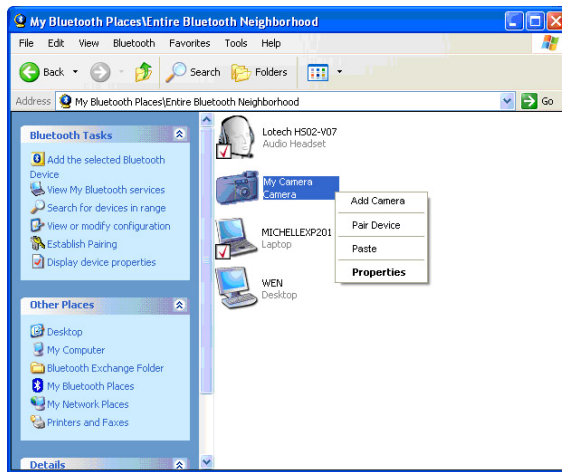 My Bluetooth Places\Entire Bluetooth Neighborhood
File Edit View Bluetooth Favorites Tools Help
Back Search Folders
Address My Bluetooth Places\Entire Bluetooth Neighborhood Go
Bluetooth Tasks
Add the selected Bluetooth
Device
View My Bluetooth services
Search for devices in range
View or modify configuration
Establish Pairing
Display device properties
Other Places
Desktop
My Computer
Bluetooth Exchange Folder
My Bluetooth Places
My Network Places
Printers and Faxes
Details
Lotech HS02-V07
Audio Headset
My Camera
Camera
MICHELLEXP201
Laptop
WEN
Desktop
Add Camera
Pair Device
Paste
Properties